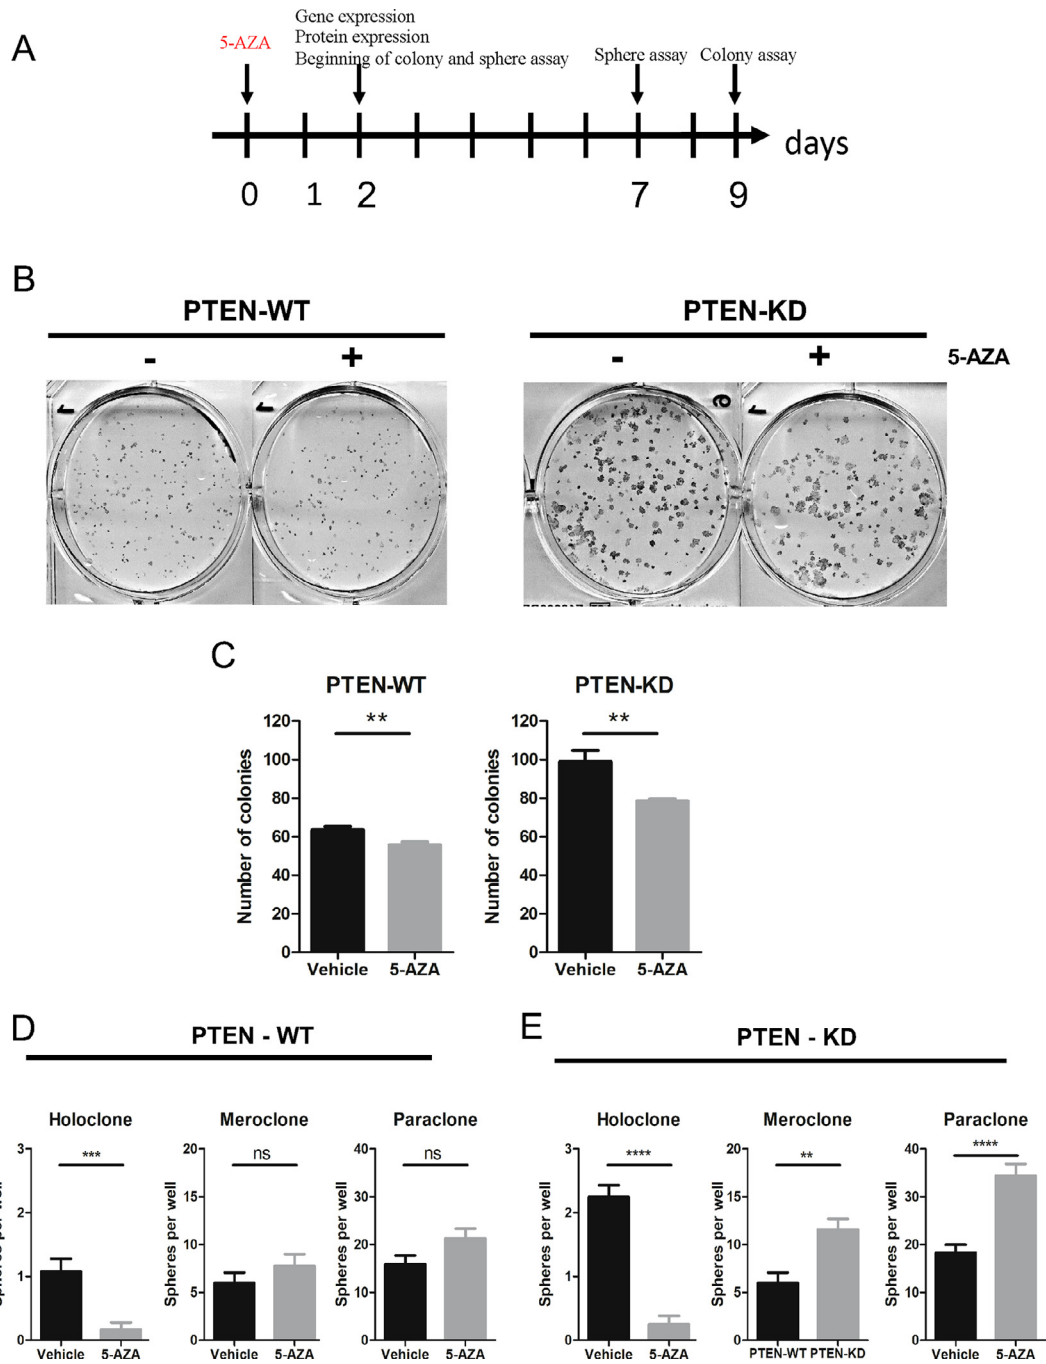 A
Gene expression
5-AZA
Protein expression
Beginning of colony and sphere assay
Sphere assay
Colony assay
days
0
1
2
7
9
B
PTEN-WT
PTEN-KD
-
+
-
+
5-AZA
C
PTEN-WT
PTEN-KD
**
**
Number of colonies
120
100
80
60
40
20
0
Vehicle
5-AZA
Number of colonies
120
100
80
60
40
20
0
Vehicle
5-AZA
D
PTEN - WT
E
PTEN - KD
Holoclone
***
Spheres per well
3
2
1
0
Vehicle
5-AZA
Meroclone
ns
Spheres per well
20
15
10
5
0
Vehicle
5-AZA
Paraclone
ns
Spheres per well
40
30
20
10
0
Vehicle
5-AZA
Holoclone
****
Spheres per well
3
2
1
0
Vehicle
5-AZA
Meroclone
**
Spheres per well
20
15
10
5
0
PTEN-WT
PTEN-KD
Paraclone
****
Spheres per well
40
30
20
10
0
Vehicle
5-AZA